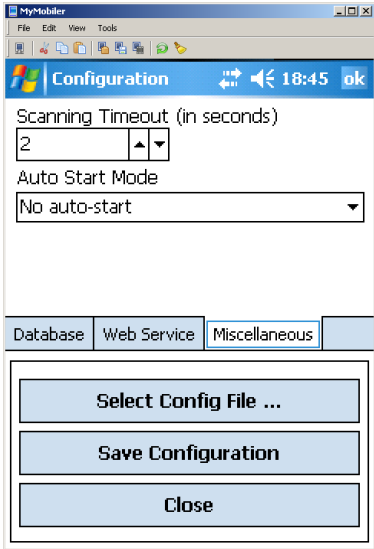 MyMobiler
File Edit View Tools
Configuration 18:45 ok
Scanning Timeout (in seconds)
2
Auto Start Mode
No auto-start
Database Web Service Miscellaneous
Select Config File ...
Save Configuration
Close